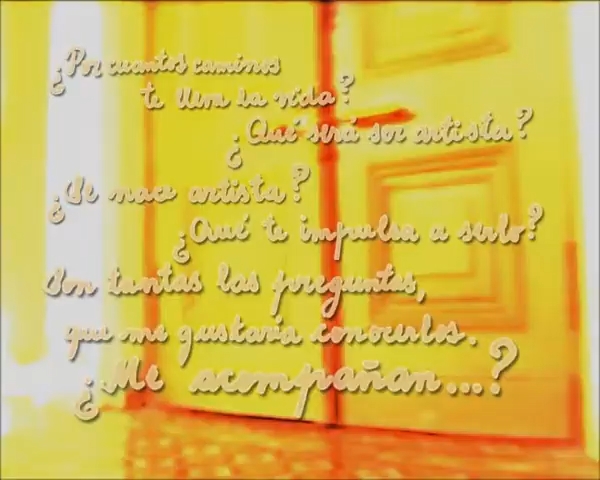 ¿Por cuantos caminos
te lleva la vida?
¿Qué será ser artista?
¿Se nace artista?
¿Qué te impulsa a serlo?
Son tantas las preguntas,
que me gustaría conocerlos.
¿Me acompañan...?